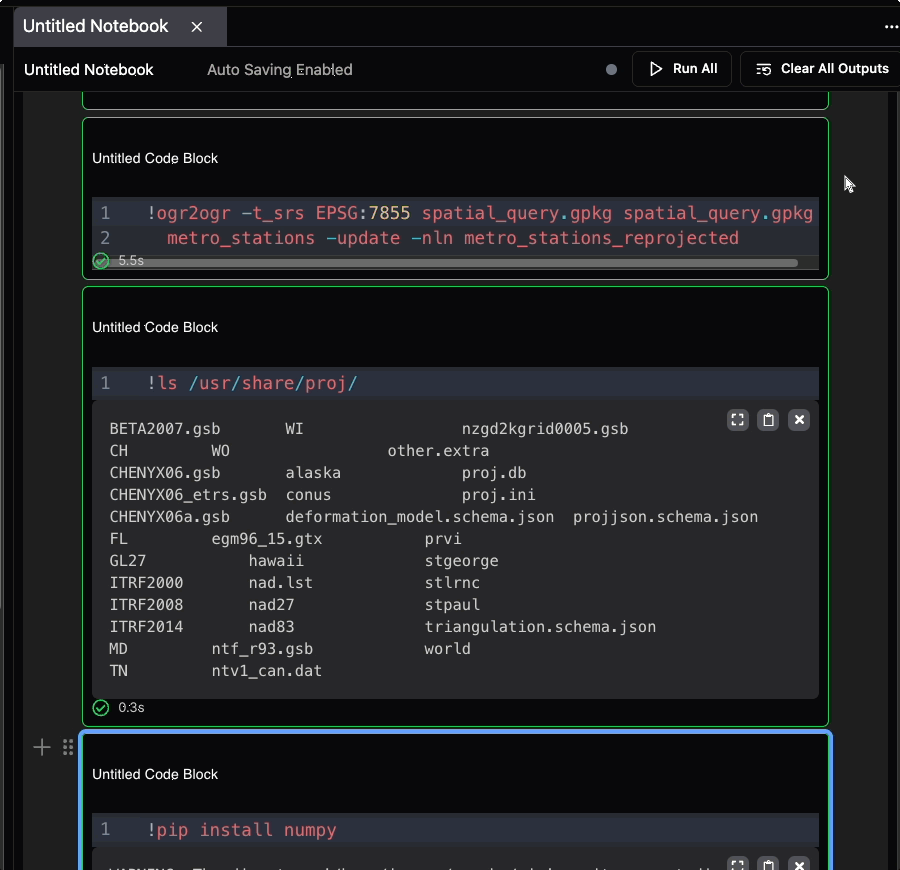 Untitled Notebook
Untitled Notebook Auto Saving Enabled Run All Clear All Outputs
Untitled Code Block
1 !ogr2ogr -t_srs EPSG:7855 spatial_query.gpkg spatial_query.gpkg
2 metro_stations -update -nln metro_stations_reprojected
5.5s
Untitled Code Block
1 !ls /usr/share/proj/
BETA2007.gsb WI nzgd2kgrid0005.gsb
CH WO other.extra
CHENYX06.gsb alaska proj.db
CHENYX06_etrs.gsb conus proj.ini
CHENYX06a.gsb deformation_model.schema.json projjson.schema.json
FL egm96_15.gtx prvi
GL27 hawaii stgeorge
ITRF2000 nad.lst stlrnc
ITRF2008 nad27 stpaul
ITRF2014 nad83 triangulation.schema.json
MD ntf_r93.gsb world
TN ntv1_can.dat
0.3s
Untitled Code Block
1 !pip install numpy